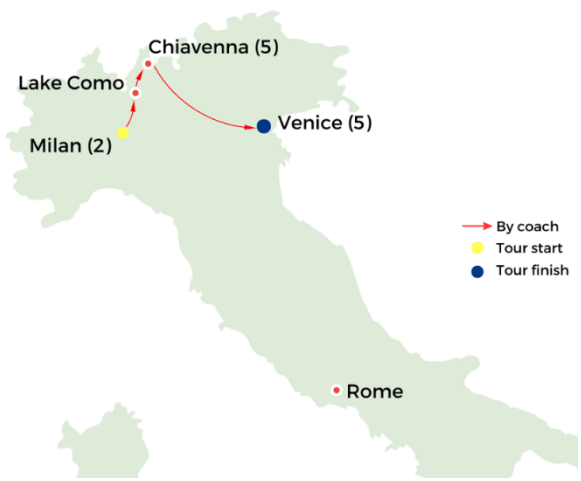 Chiavenna (5)
Lake Como
Milan (2)
Venice (5)
By coach
Tour start
Tour finish
Rome